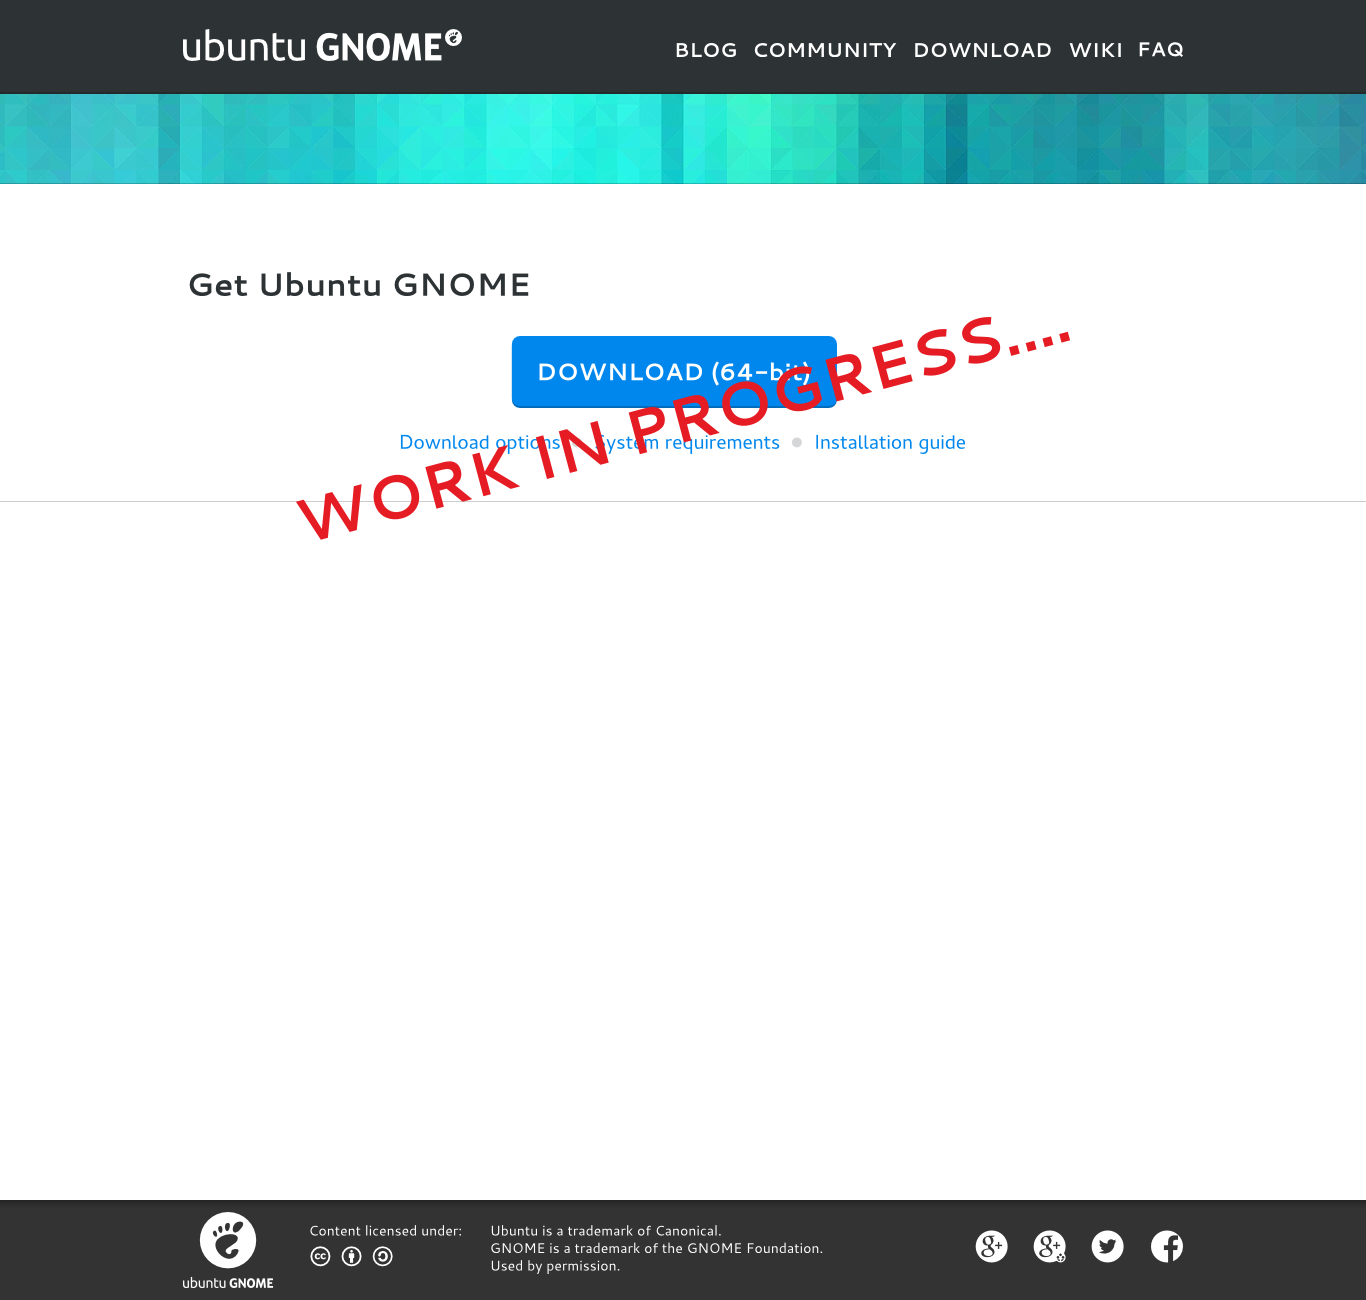 ubuntu GNOME
BLOG COMMUNITY DOWNLOAD WIKI FAQ
Get Ubuntu GNOME
DOWNLOAD (64-bit)
WORK IN PROGRESS....
Download options System requirements Installation guide
Content licensed under:
cc
Ubuntu is a trademark of Canonical.
GNOME is a trademark of the GNOME Foundation.
Used by permission.
g+ g+ f
ubuntu GNOME